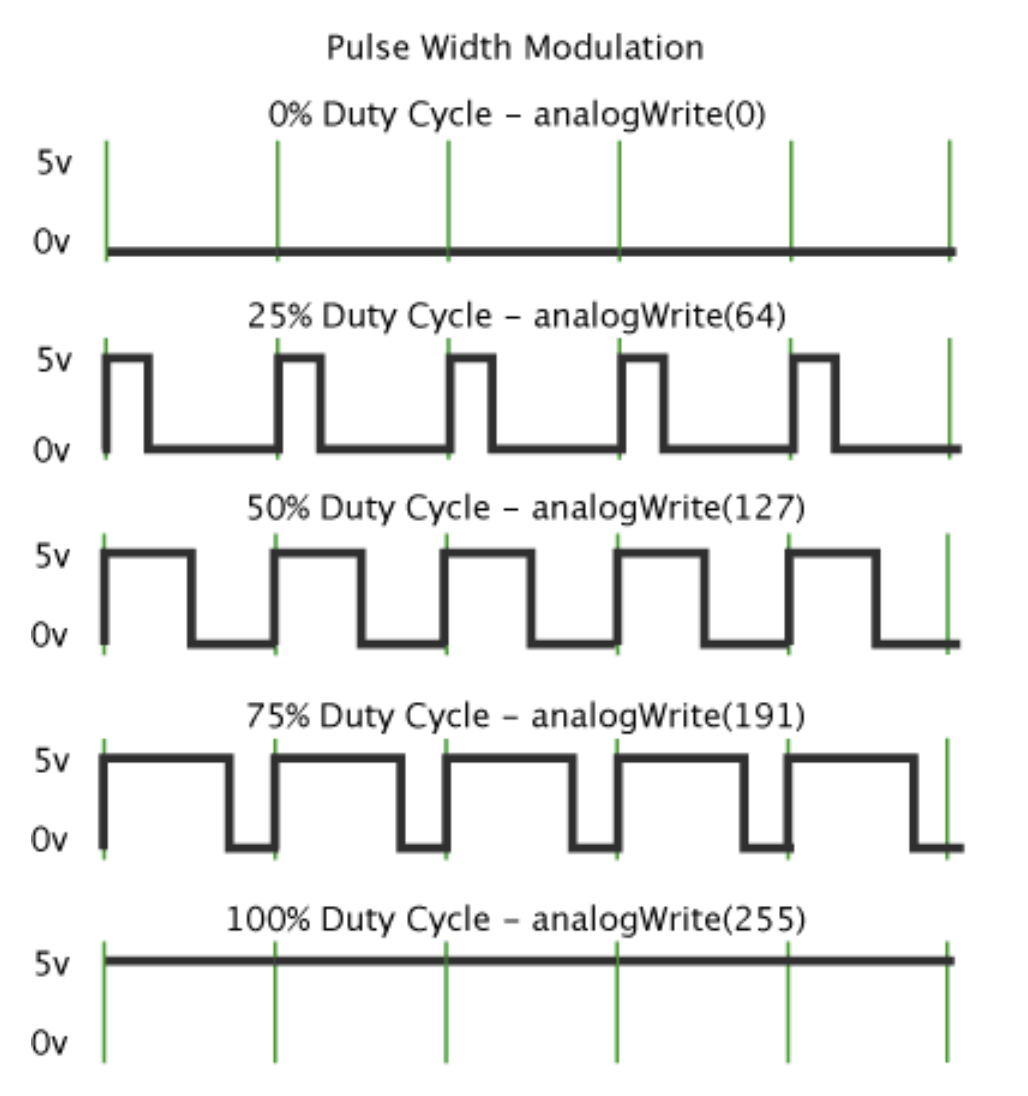 Pulse Width Modulation
0% Duty Cycle – analogWrite(0)
5v
0v
25% Duty Cycle – analogWrite(64)
5v
0v
50% Duty Cycle – analogWrite(127)
5v
0v
75% Duty Cycle – analogWrite(191)
5v
0v
100% Duty Cycle – analogWrite(255)
5v
0v